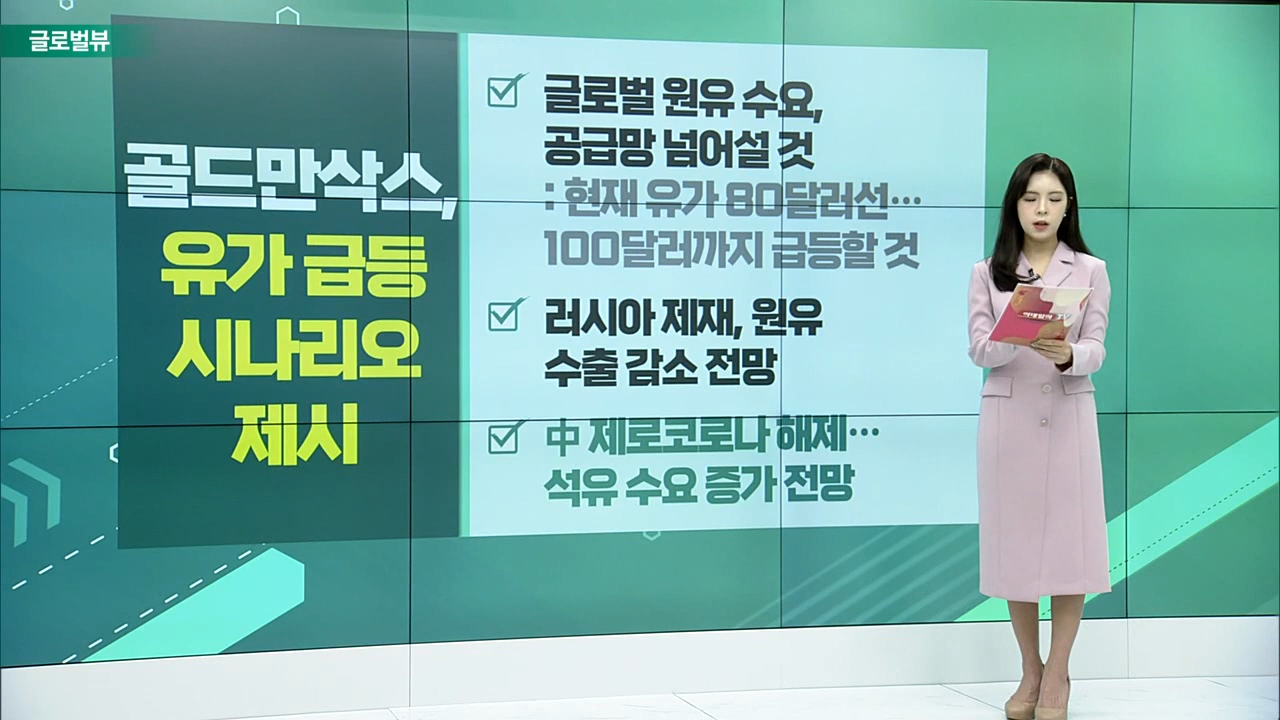 글로벌뷰
골드만삭스,
유가 급등
시나리오
제시
글로벌 원유 수요,
공급망 넘어설 것
: 현재 유가 80달러선…
100달러까지 급등할 것
러시아 제재, 원유
수출 감소 전망
中 제로코로나 해제…
석유 수요 증가 전망